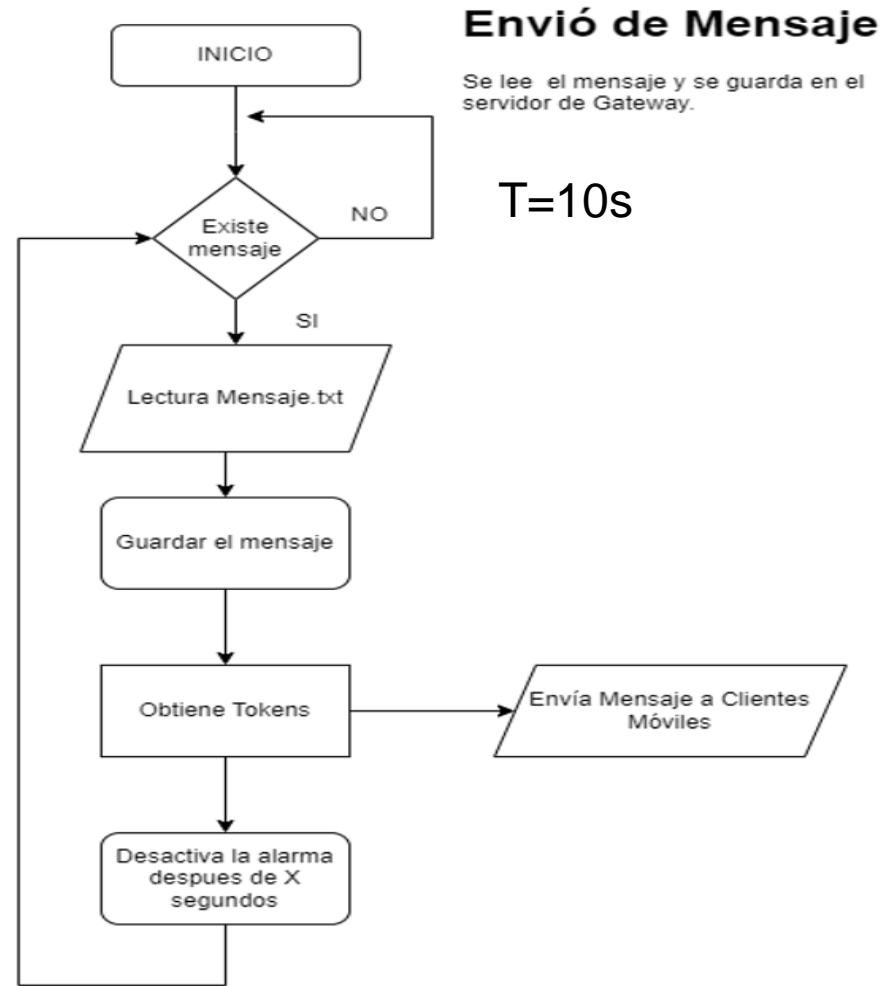 Envió de Mensaje
Se lee el mensaje y se guarda en el
servidor de Gateway.
T=10s
INICIO
NO
Existe
mensaje
SI
Lectura Mensaje.txt
Guardar el mensaje
Obtiene Tokens
Envía Mensaje a Clientes
Móviles
Desactiva la alarma
despues de X
segundos